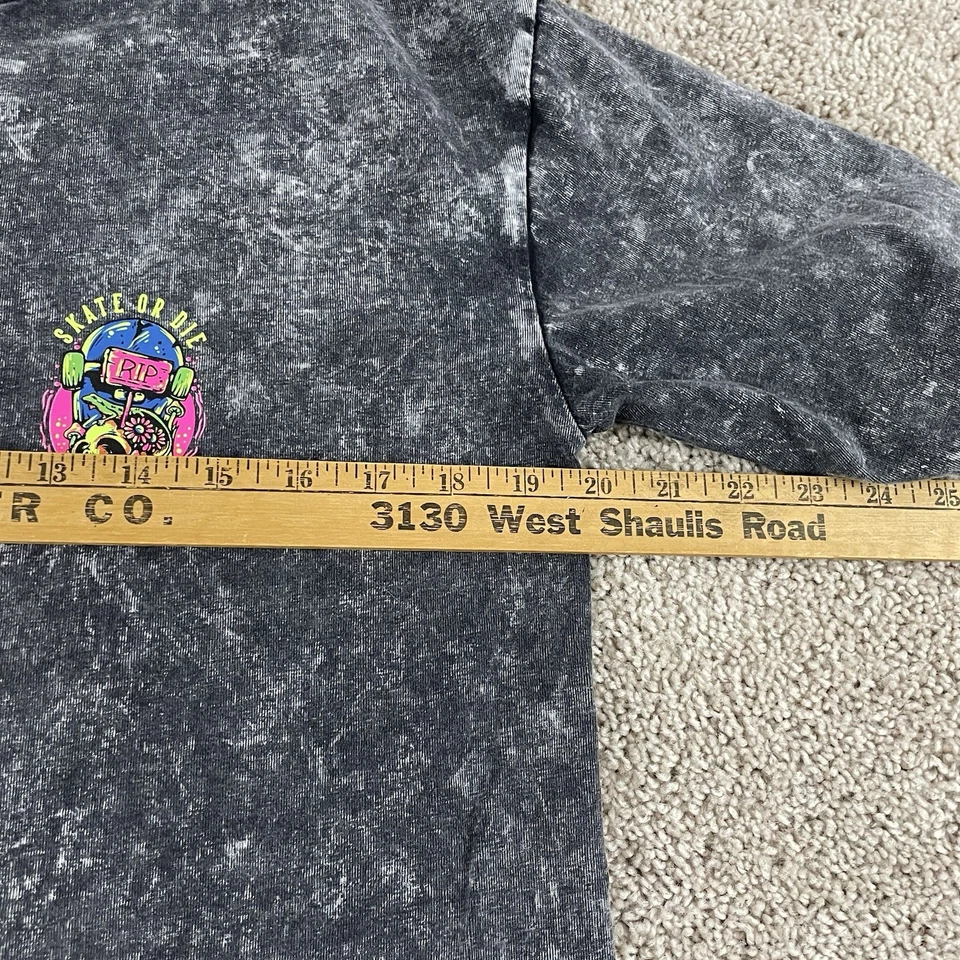 SKATE OR DIE
RIP
13 14 15 16 17 18 19 20 21 22 23 24 25
R CO. 3130 West Shaulis Road